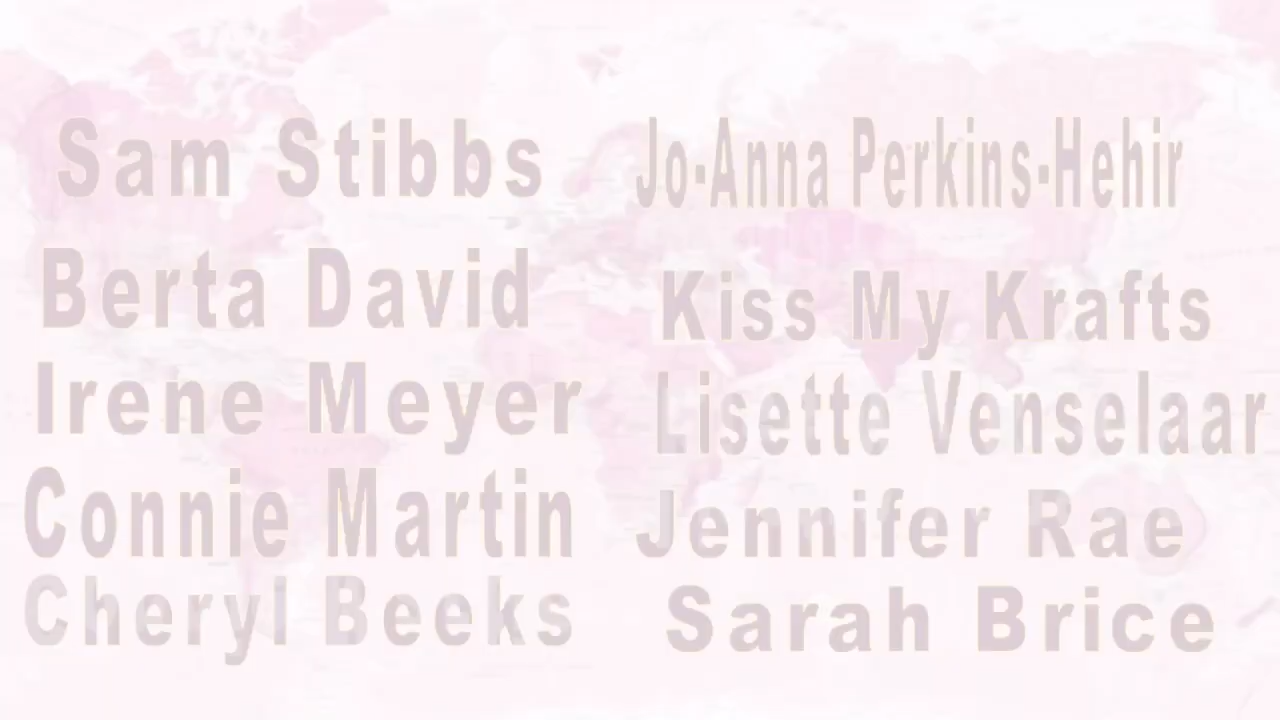 Sam Stibbs
Berta David
Irene Meyer
Connie Martin
Cheryl Beeks
Jo-Anna Perkins-Hehir
Kiss My Krafts
Lisette Venselaar
Jennifer Rae
Sarah Brice